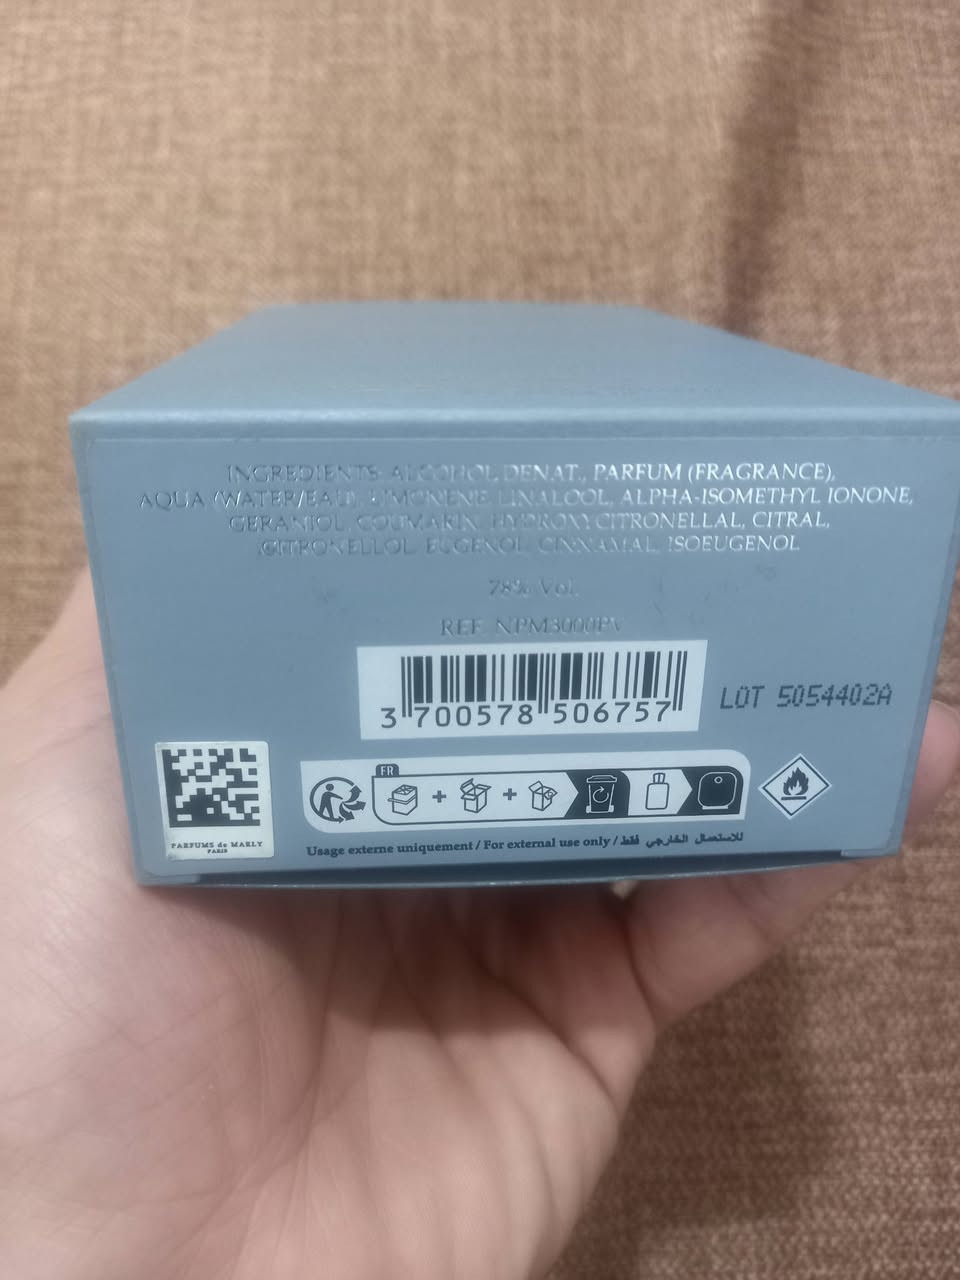 INGREDIENTS: ALCOHOL DENAT., PARFUM (FRAGRANCE),
AQUA (WATER/EAU), LIMONENE, LINALOOL, ALPHA-ISOMETHYL IONONE,
GERANIOL, COUMARIN, HYDROXYCITRONELLAL, CITRAL,
CITRONELLOL, EUGENOL, CINNAMAL, ISOEUGENOL
78% Vol.
REF. NPM3000PV
3 700578 506757
LOT 5054402A
FR
PARFUMS de MARLY
PARIS
Usage externe uniquement / For external use only / للاستعمال الخارجي فقط